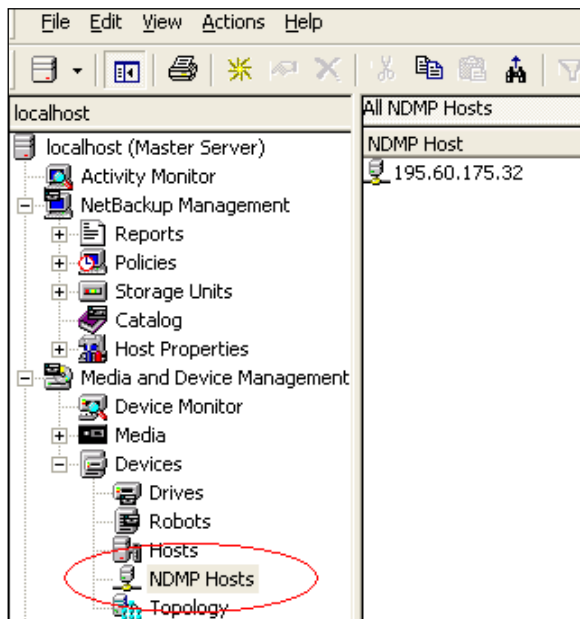 File Edit View Actions Help
localhost
localhost (Master Server)
Activity Monitor
NetBackup Management
Reports
Policies
Storage Units
Catalog
Host Properties
Media and Device Management
Device Monitor
Media
Devices
Drives
Robots
Hosts
NDMP Hosts
Topology
All NDMP Hosts
NDMP Host
195.60.175.32